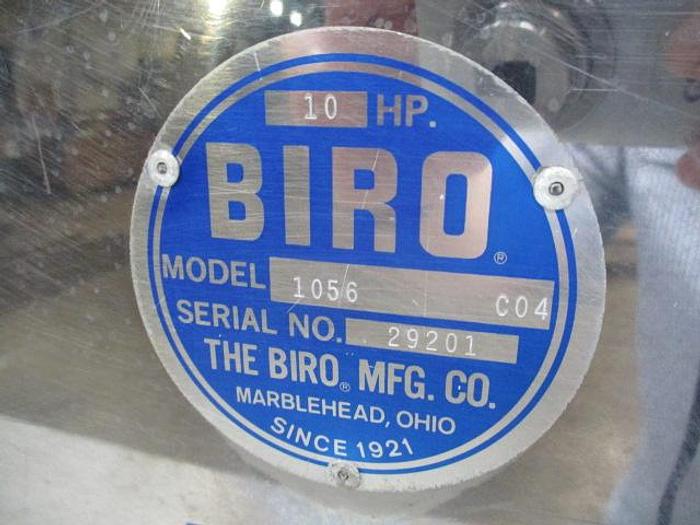 10 HP.
BIRO®
MODEL 1056 C04
SERIAL NO. 29201
THE BIRO® MFG. CO.
MARBLEHEAD, OHIO
SINCE 1921